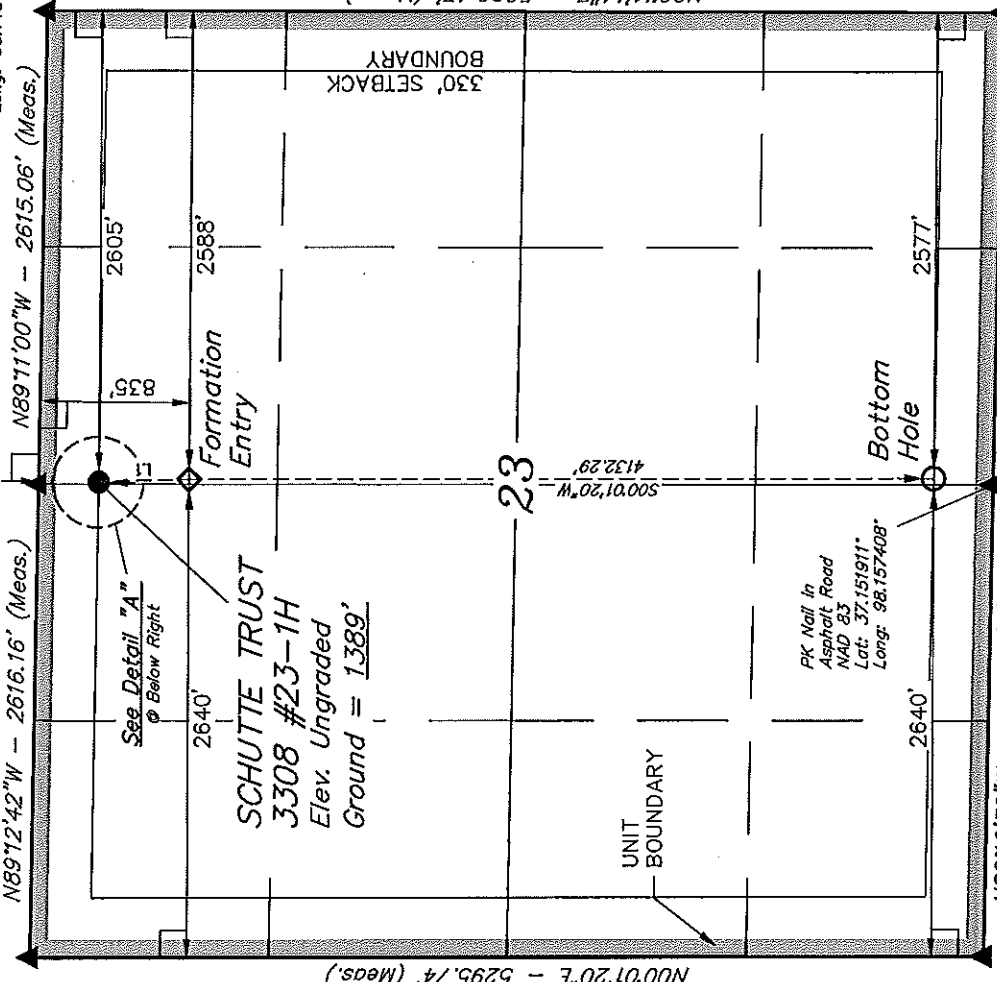 N89°12'42"W - 2616.16' (Meas.)
N89°11'00"W - 2615.06' (Meas.)
See Detail "A"
@ Below Right
2605'
835'
L1
2640'
2588'
Formation
Entry
330' SETBACK
BOUNDARY
SCHUTTE TRUST
3308 #23-1H
Elev. Ungraded
Ground = 1389'
23
S00°01'20"W
4132.29'
UNIT
BOUNDARY
PK Nail In
Asphalt Road
NAD 83
Lat: 37.151911°
Long: 98.157408°
Bottom
Hole
2640'
2577'
N00°01'20"E - 5295.74' (Meas.)